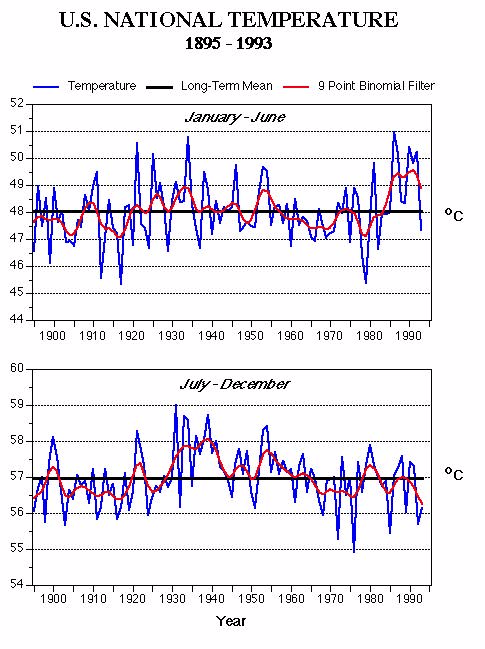 U.S. NATIONAL TEMPERATURE
1895 - 1993
Temperature Long-Term Mean 9 Point Binomial Filter
January - June
52
51
50
49
48
47
46
45
44
°C
1900 1910 1920 1930 1940 1950 1960 1970 1980 1990
July - December
60
59
58
57
56
55
54
°C
1900 1910 1920 1930 1940 1950 1960 1970 1980 1990
Year